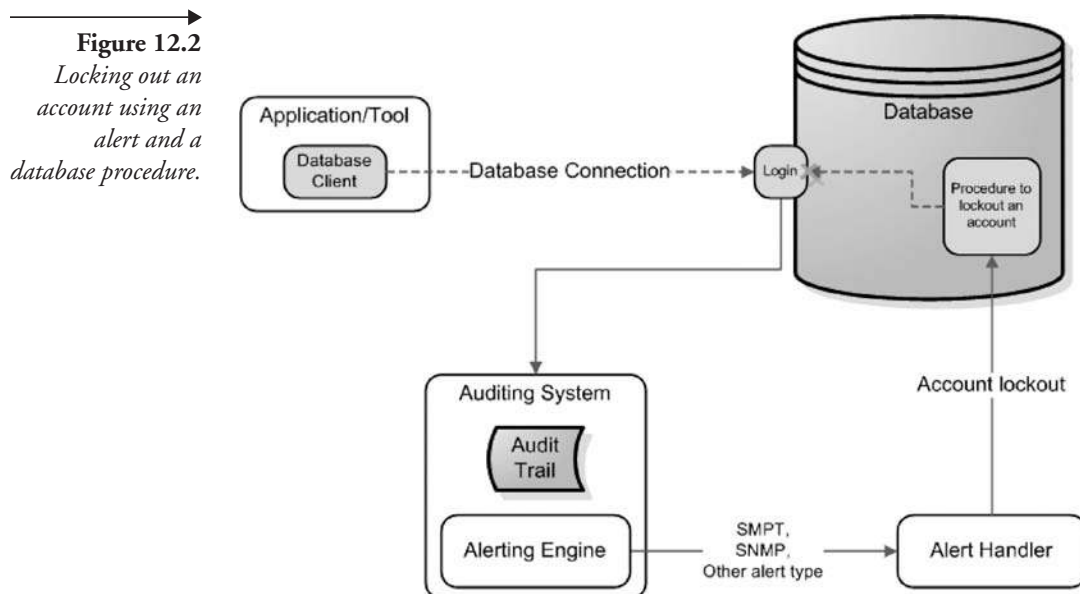 Figure 12.2
Locking out an
account using an
alert and a
database procedure.
Application/Tool
Database
Client
Database Connection
Login
Database
Procedure to
lockout an
account
Account lockout
Auditing System
Audit
Trail
Alerting Engine
SMPT,
SNMP,
Other alert type
Alert Handler